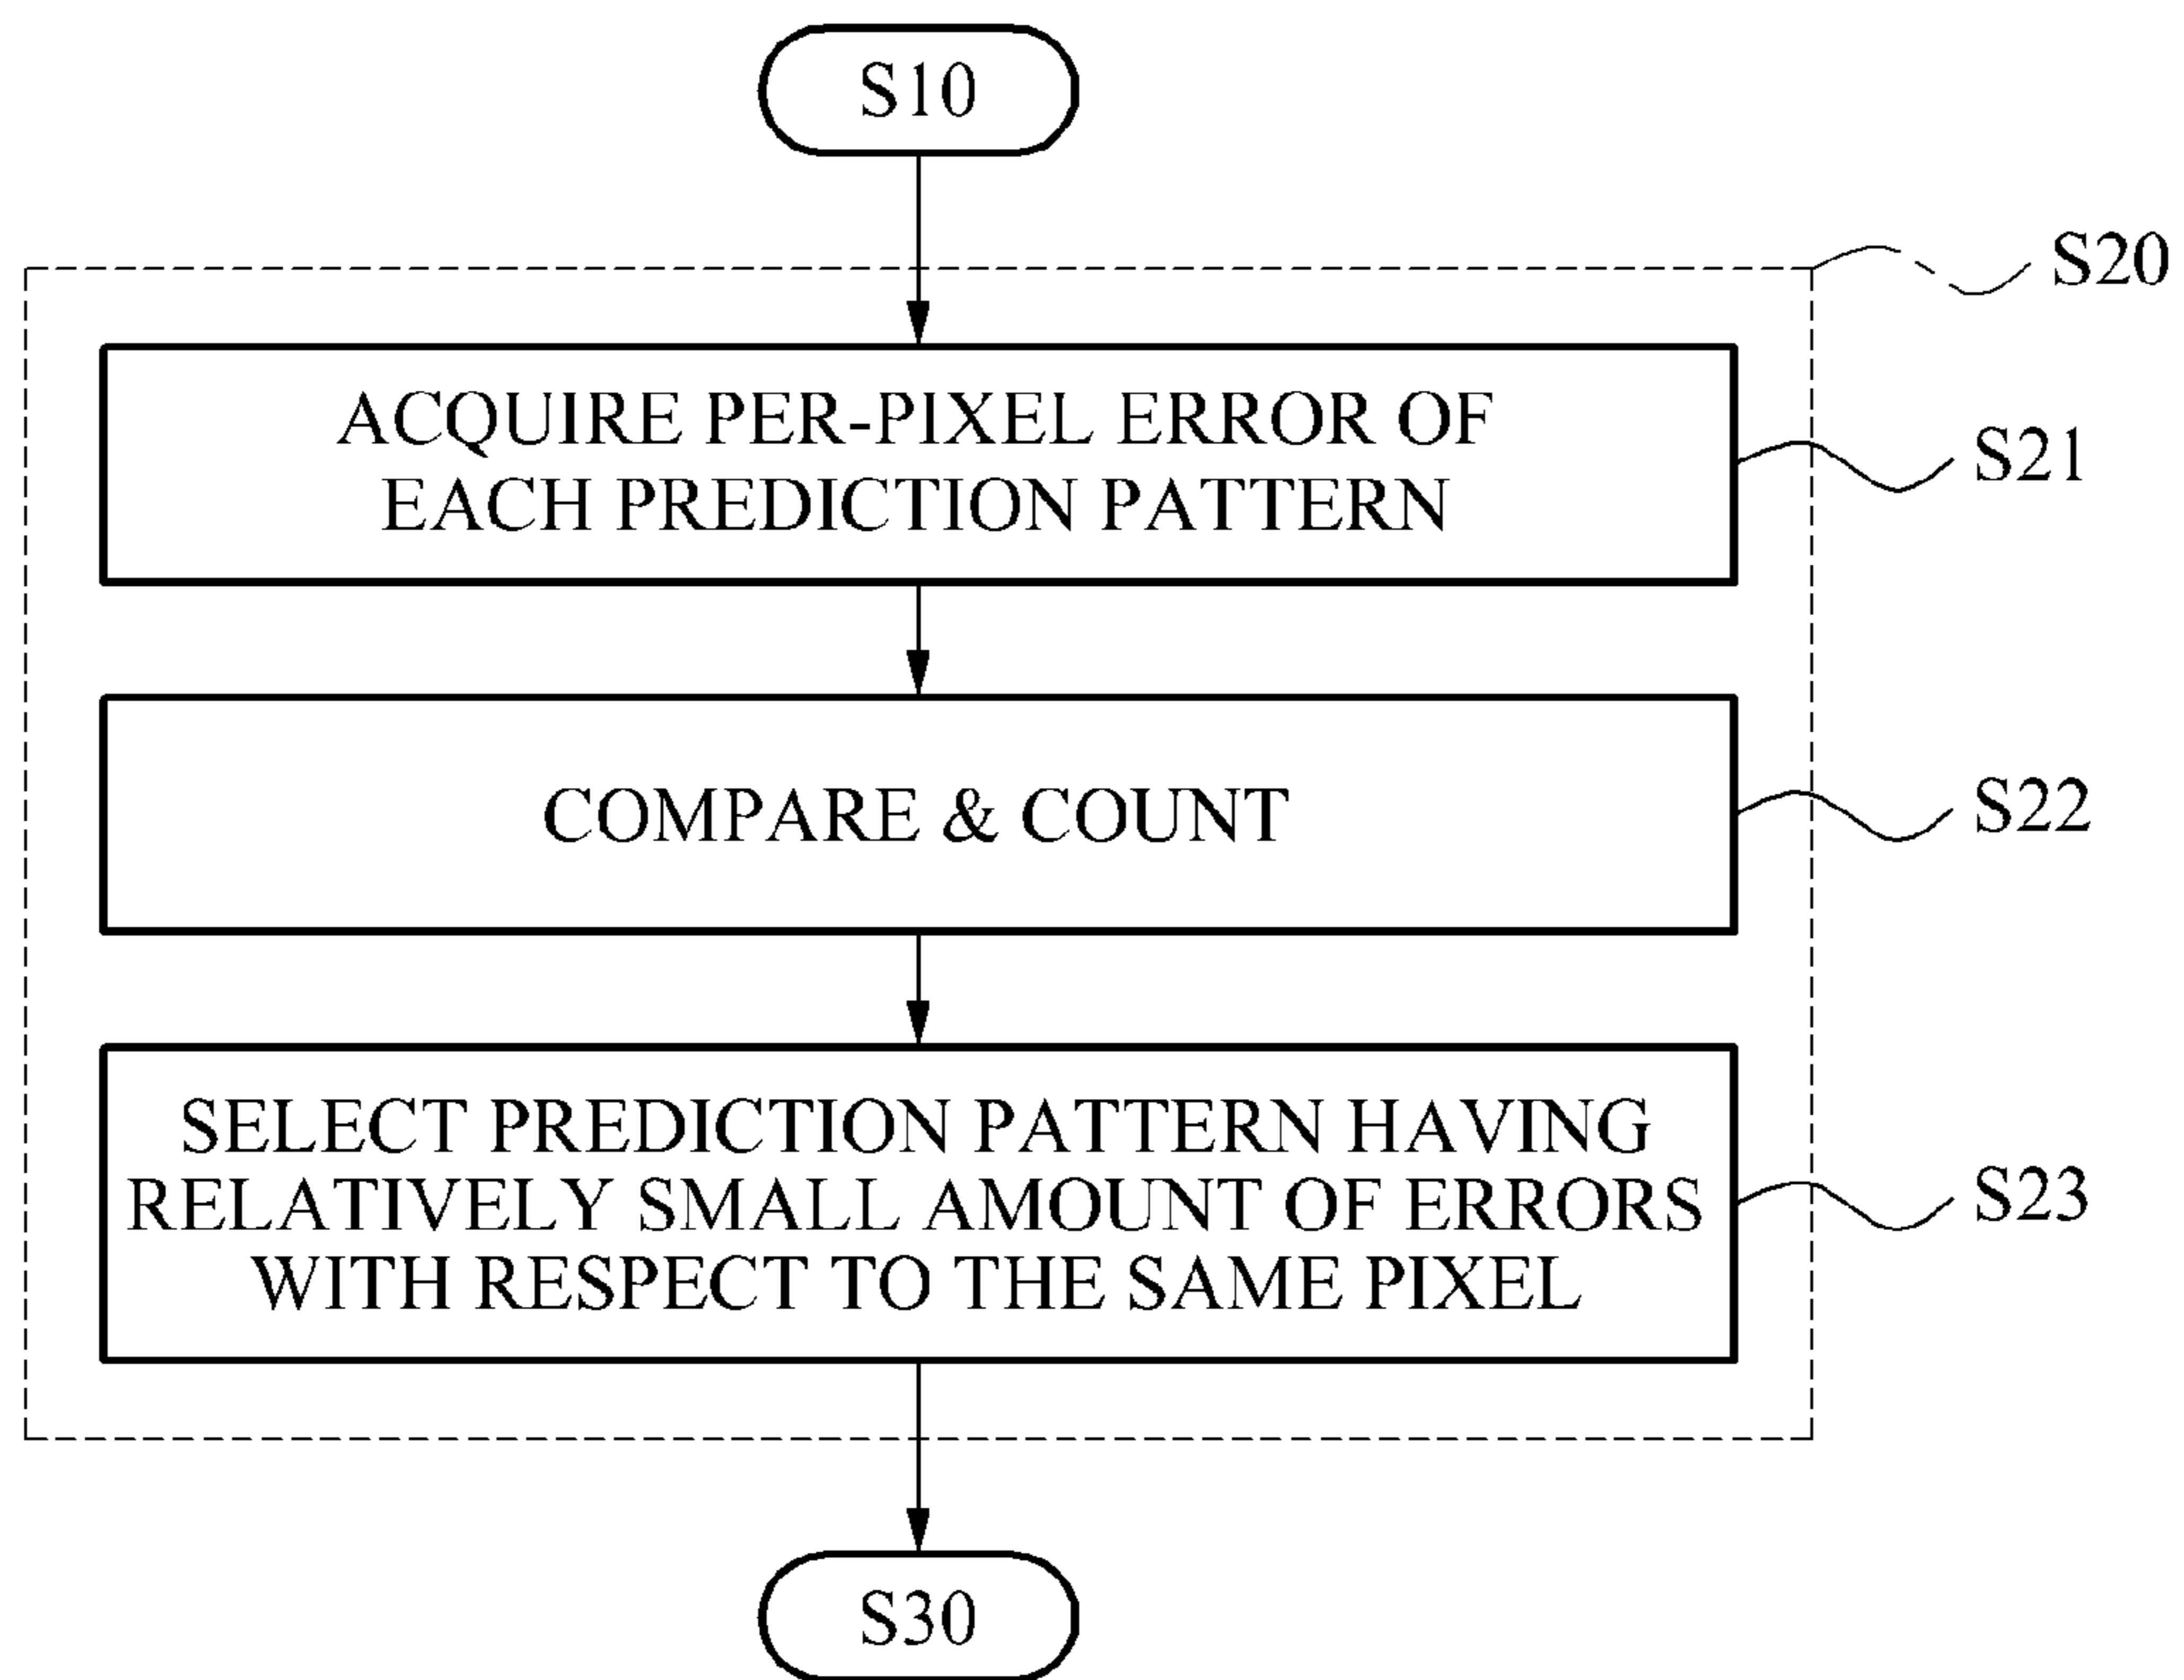 S10
S20
ACQUIRE PER-PIXEL ERROR OF
EACH PREDICTION PATTERN
S21
COMPARE & COUNT
S22
SELECT PREDICTION PATTERN HAVING
RELATIVELY SMALL AMOUNT OF ERRORS
WITH RESPECT TO THE SAME PIXEL
S23
S30